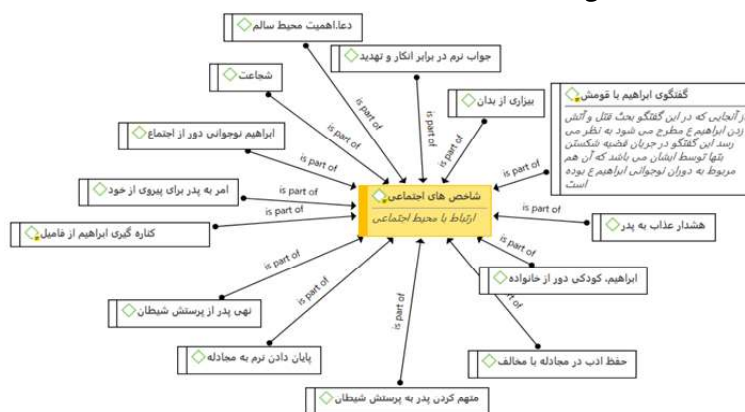 دعا.اهمیت محیط سالم
جواب نرم در برابر انکار و تهدید
شجاعت
بیزاری از بدان
گفتگوی ابراهیم با قومش
از آنجایی که در این گفتگو بحث قتل و آتش
زدن ابراهیم ع مطرح می شود به نظر می
رسد این گفتگو در جریان قضیه شکستن
بتها توسط ایشان می باشد که آن هم
مربوط به دوران نوجوانی ابراهیم ع بوده
است
ابراهیم نوجوانی دور از اجتماع
امر به پدر برای پیروی از خود
شاخص های اجتماعی
ارتباط با محیط اجتماعی
کناره گیری ابراهیم از فامیل
هشدار عذاب به پدر
ابراهیم، کودکی دور از خانواده
نهی پدر از پرستش شیطان
پایان دادن نرم به مجادله
حفظ ادب در مجادله با مخالف
متهم کردن پدر به پرستش شیطان
is part of
is part of
is part of
is part of
is part of
is part of
is part of
is part of
is part of
is part of
is part of
is part of
is part of
is part of